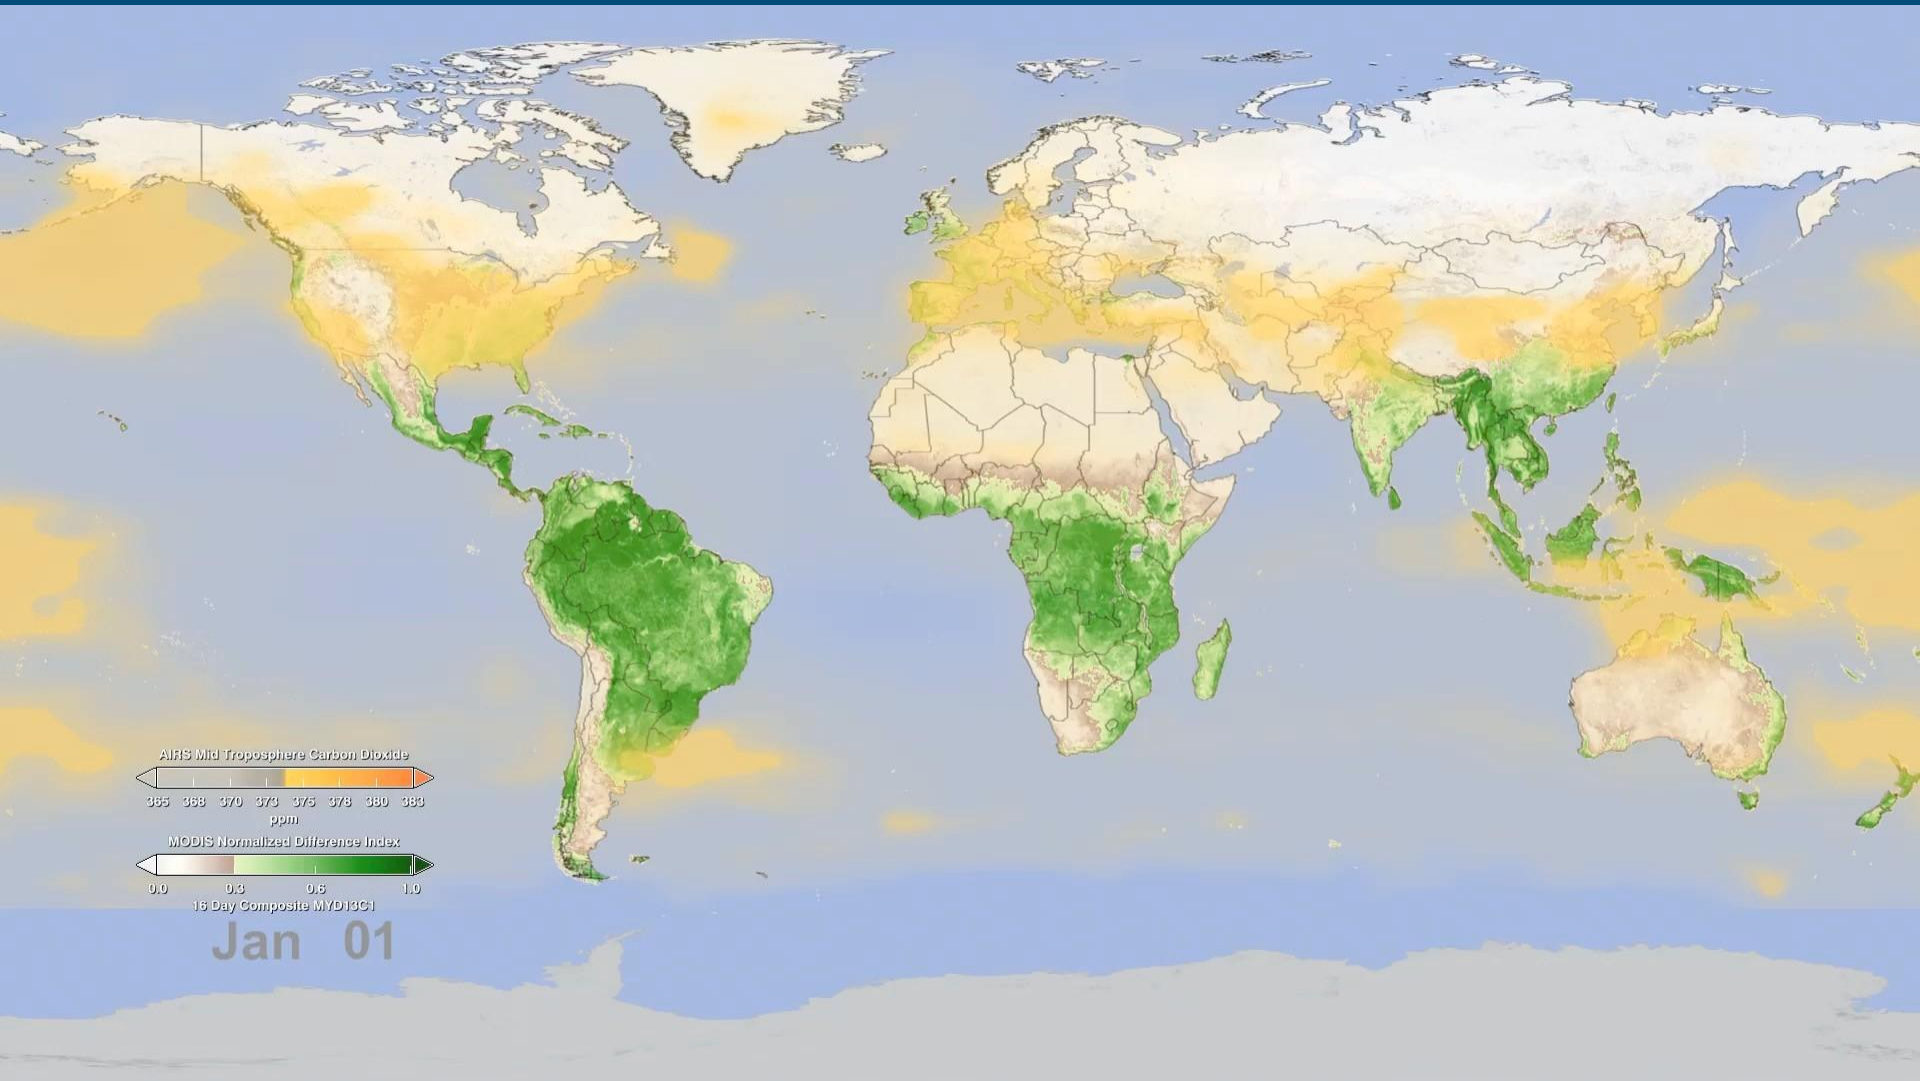 AIRS Mid Troposphere Carbon Dioxide
365 368 370 373 375 378 380 383
ppm
MODIS Normalized Difference Index
0.0 0.3 0.6 1.0
16 Day Composite MYD13C1
Jan 01